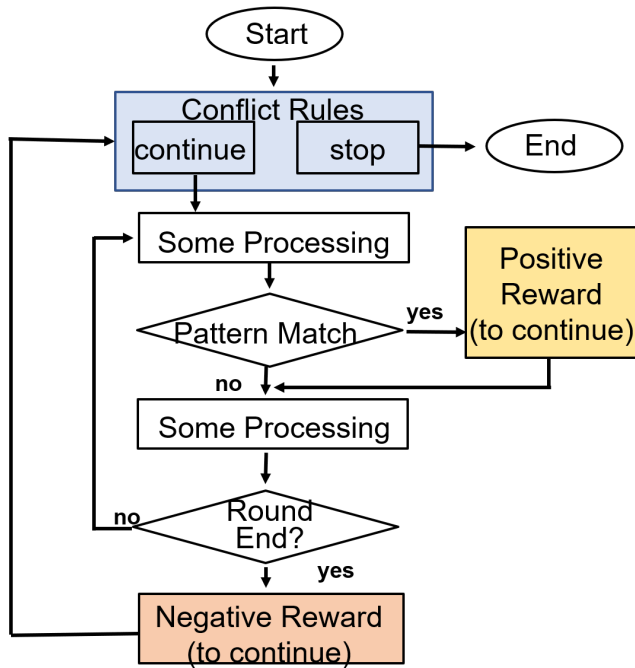 Start
Conflict Rules
continue
stop
End
Some Processing
Pattern Match
yes
Positive
Reward
(to continue)
no
Some Processing
Round
End?
no
yes
Negative Reward
(to continue)